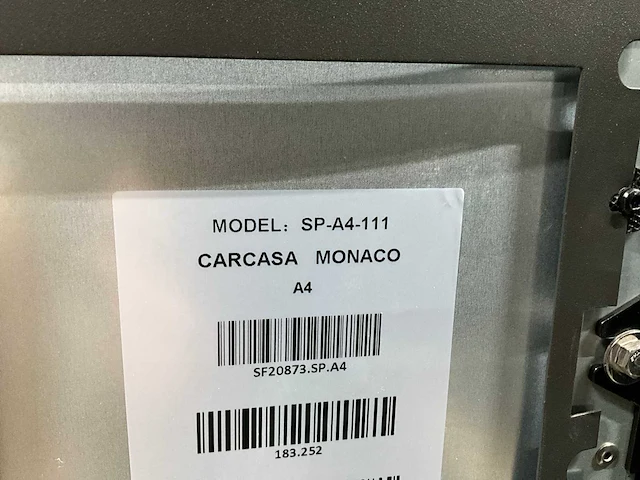 MODEL: SP-A4-111
CARCASA MONACO
A4
SF20873.SP.A4
183.252